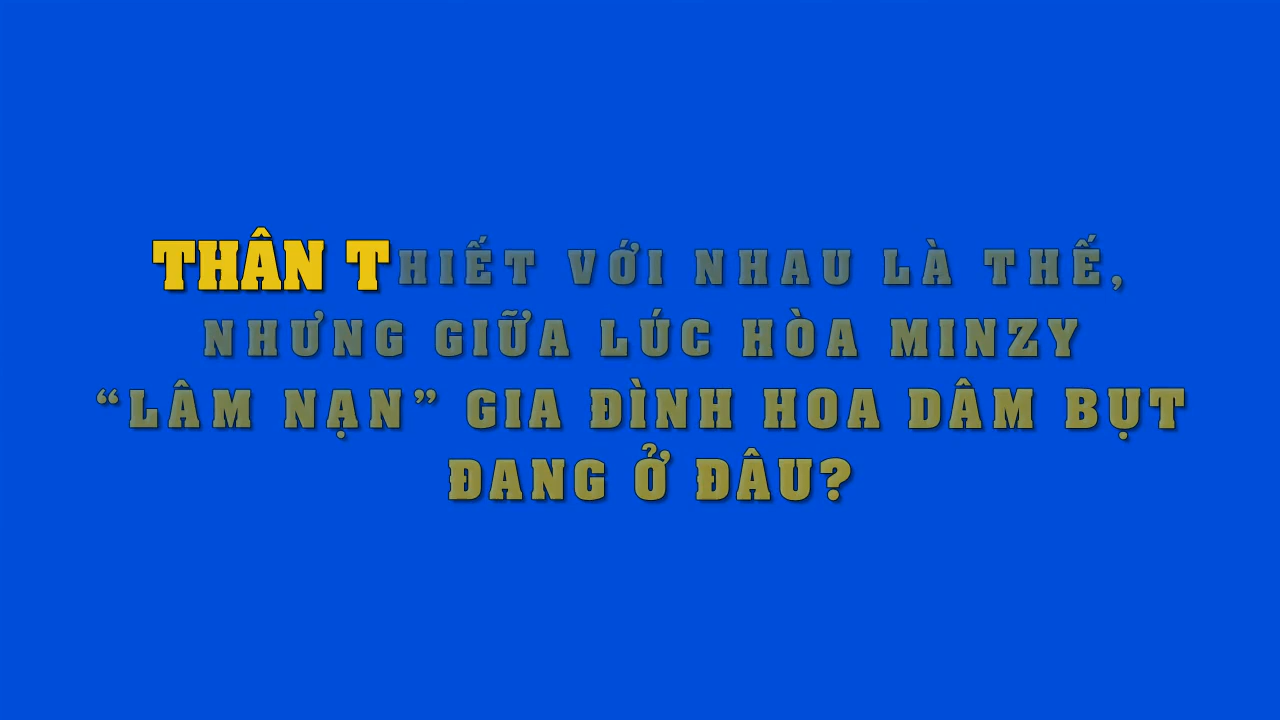 THÂN THIẾT VỚI NHAU LÀ THẾ,
NHƯNG GIỮA LÚC HÒA MINZY
“LÂM NẠN” GIA ĐÌNH HOA DÂM BỤT
ĐANG Ở ĐÂU?